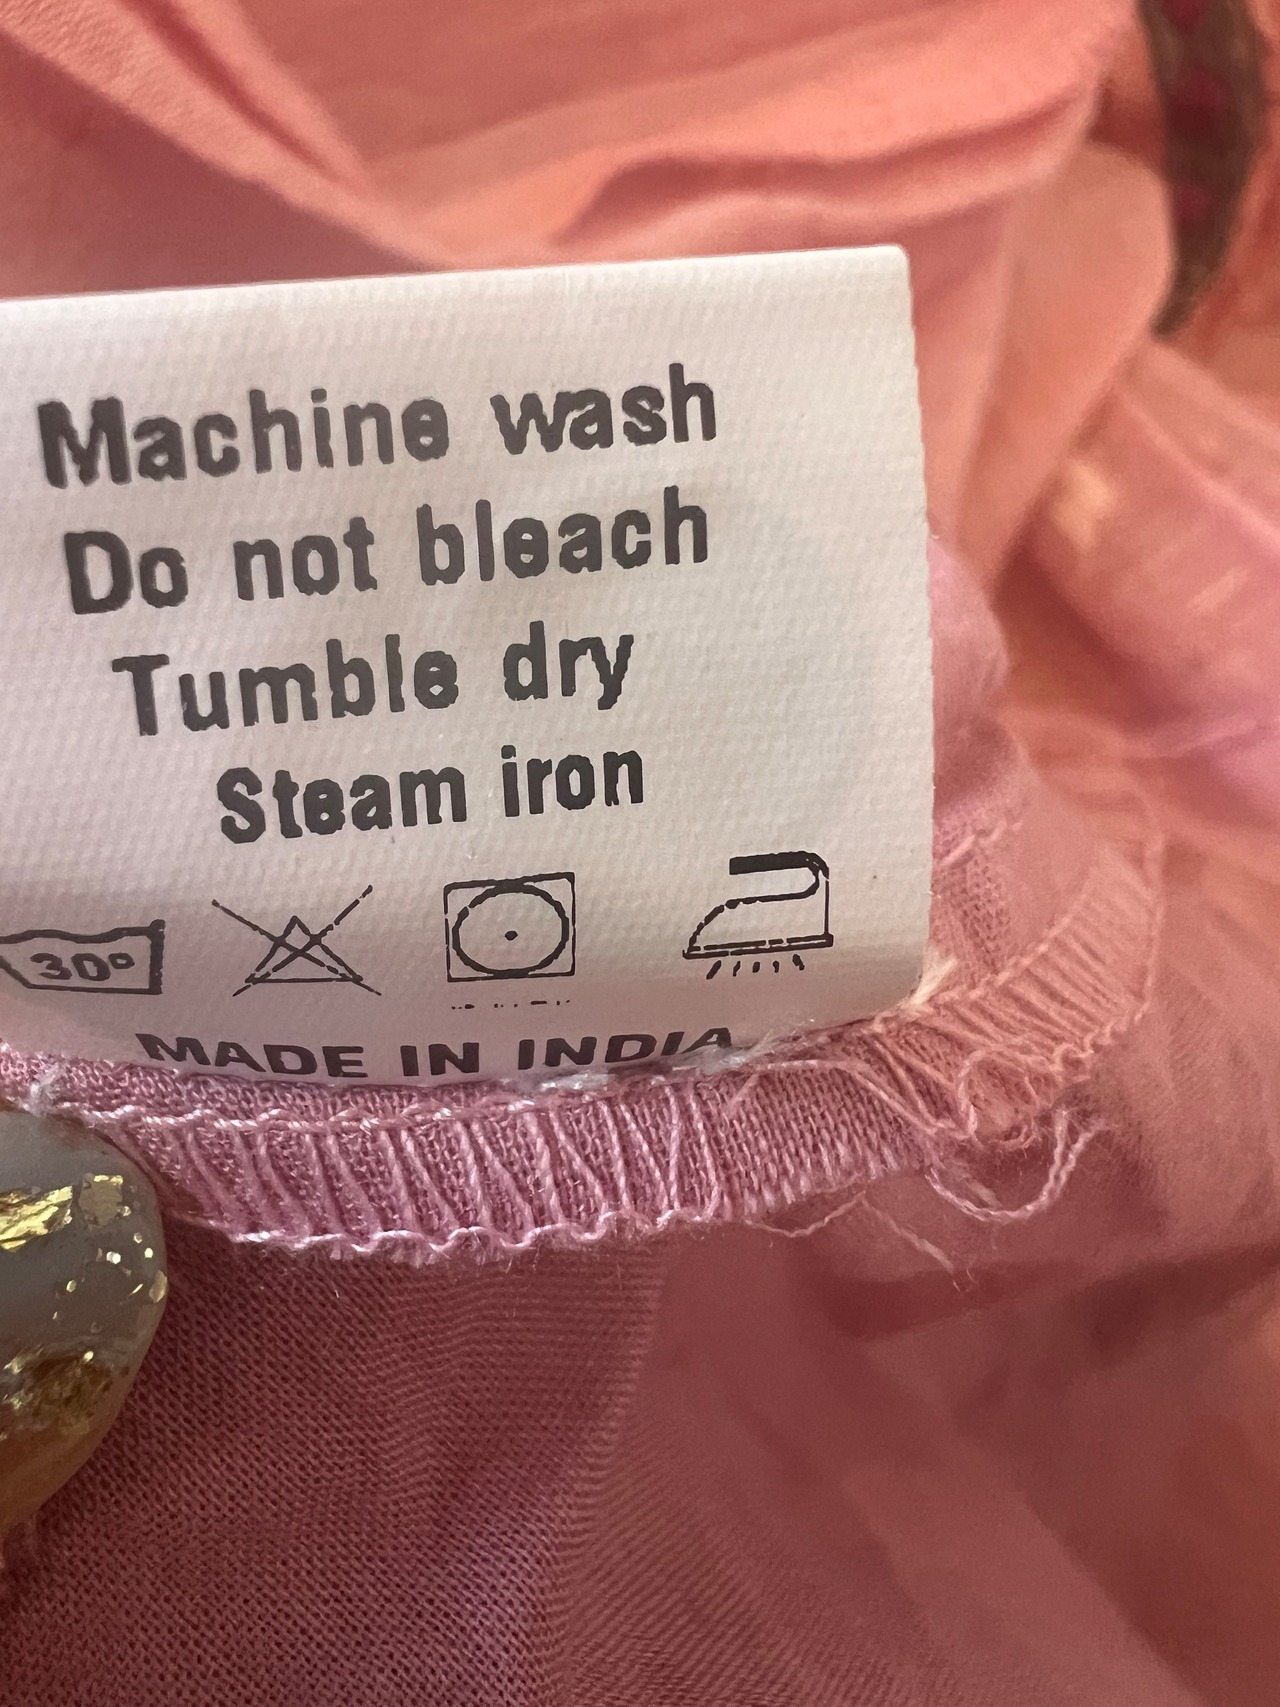 Machine wash
Do not bleach
Tumble dry
Steam iron
30°
MADE IN INDIA